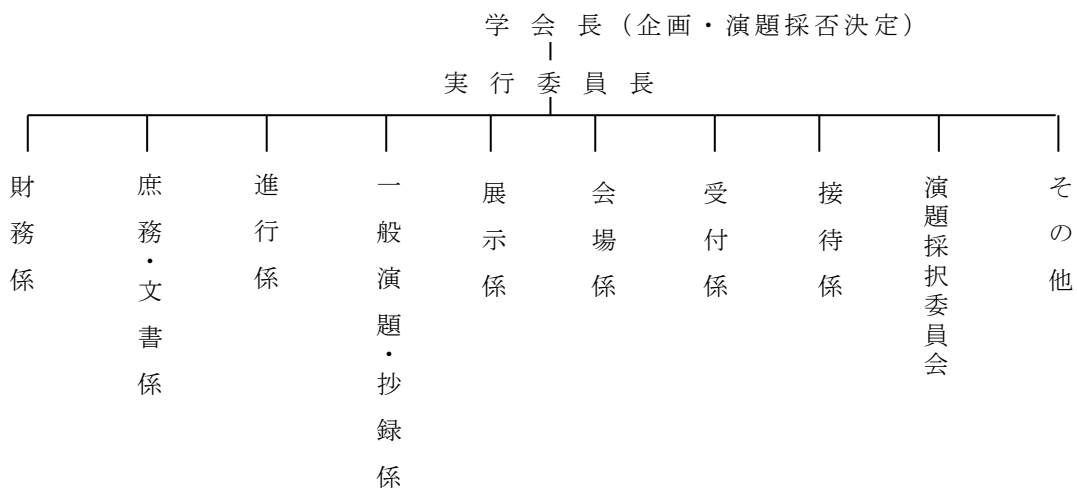 学会長（企画・演題採否決定）
実行委員長
財務係
庶務・文書係
進行係
一般演題・抄録係
展示係
会場係
受付係
接待係
演題採択委員会
その他